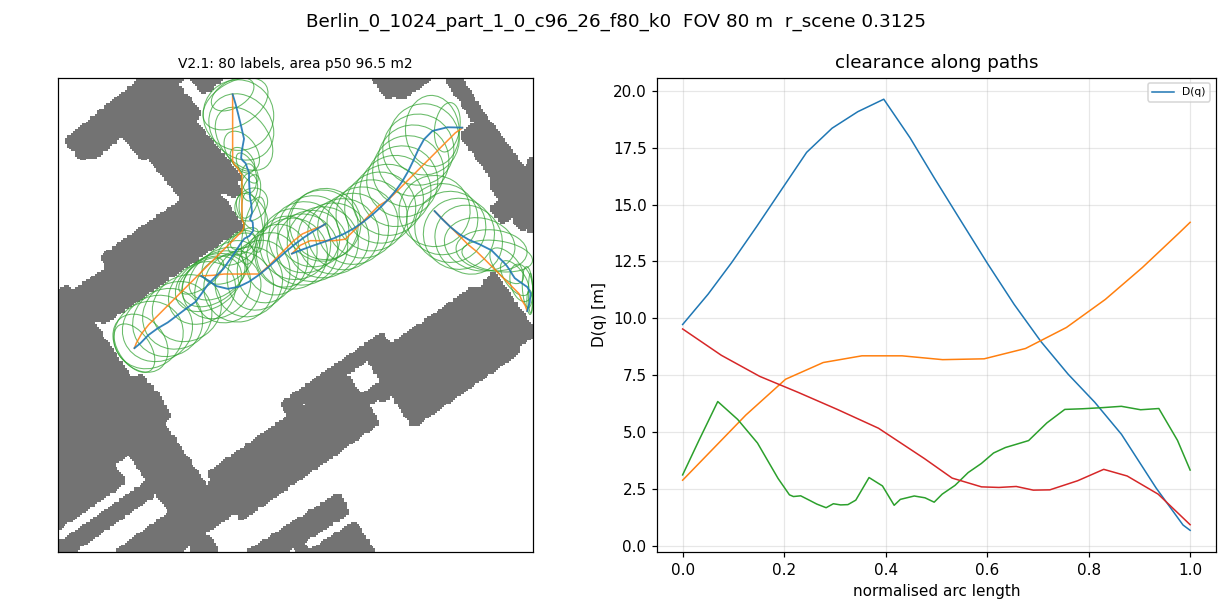 Berlin_0_1024_part_1_0_c96_26_f80_k0  FOV 80 m  r_scene 0.3125
V2.1: 80 labels, area p50 96.5 m2
clearance along paths
D(q)
20.0
17.5
15.0
12.5
10.0
7.5
5.0
2.5
0.0
D(q) [m]
0.0 0.2 0.4 0.6 0.8 1.0
normalised arc length